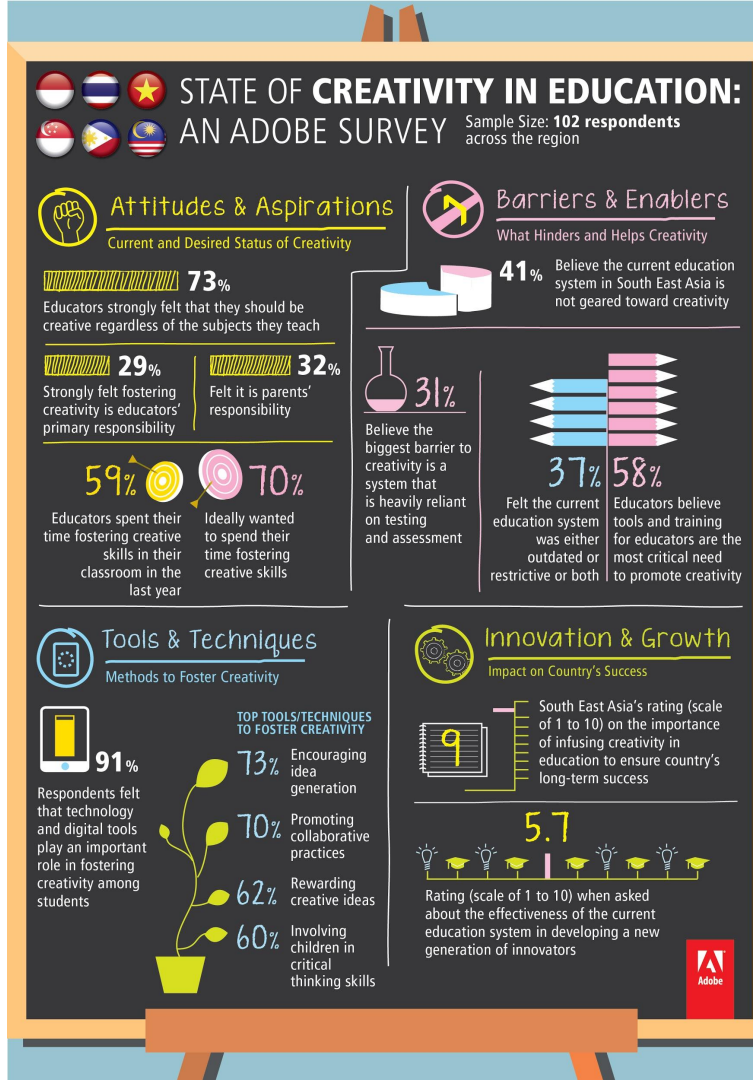 STATE OF CREATIVITY IN EDUCATION:
AN ADOBE SURVEY
Sample Size: 102 respondents
across the region
Attitudes & Aspirations
Current and Desired Status of Creativity
73%
Educators strongly felt that they should be
creative regardless of the subjects they teach
29%
Strongly felt fostering
creativity is educators'
primary responsibility
32%
Felt it is parents'
responsibility
59%
Educators spent their
time fostering creative
skills in their
classroom in the
last year
70%
Ideally wanted
to spend their
time fostering
creative skills
Barriers & Enablers
What Hinders and Helps Creativity
41%
Believe the current education
system in South East Asia is
not geared toward creativity
31%
Believe the
biggest barrier to
creativity is a
system that
is heavily reliant
on testing
and assessment
37%
Felt the current
education system
was either
outdated or
restrictive or both
58%
Educators believe
tools and training
for educators are the
most critical need
to promote creativity
Tools & Techniques
Methods to Foster Creativity
91%
Respondents felt
that technology
and digital tools
play an important
role in fostering
creativity among
students
TOP TOOLS/TECHNIQUES
TO FOSTER CREATIVITY
73%
Encouraging
idea
generation
70%
Promoting
collaborative
practices
62%
Rewarding
creative ideas
60%
Involving
children in
critical
thinking skills
Innovation & Growth
Impact on Country's Success
9
South East Asia's rating (scale
of 1 to 10) on the importance
of infusing creativity in
education to ensure country's
long-term success
5.7
Rating (scale of 1 to 10) when asked
about the effectiveness of the current
education system in developing a new
generation of innovators
Adobe